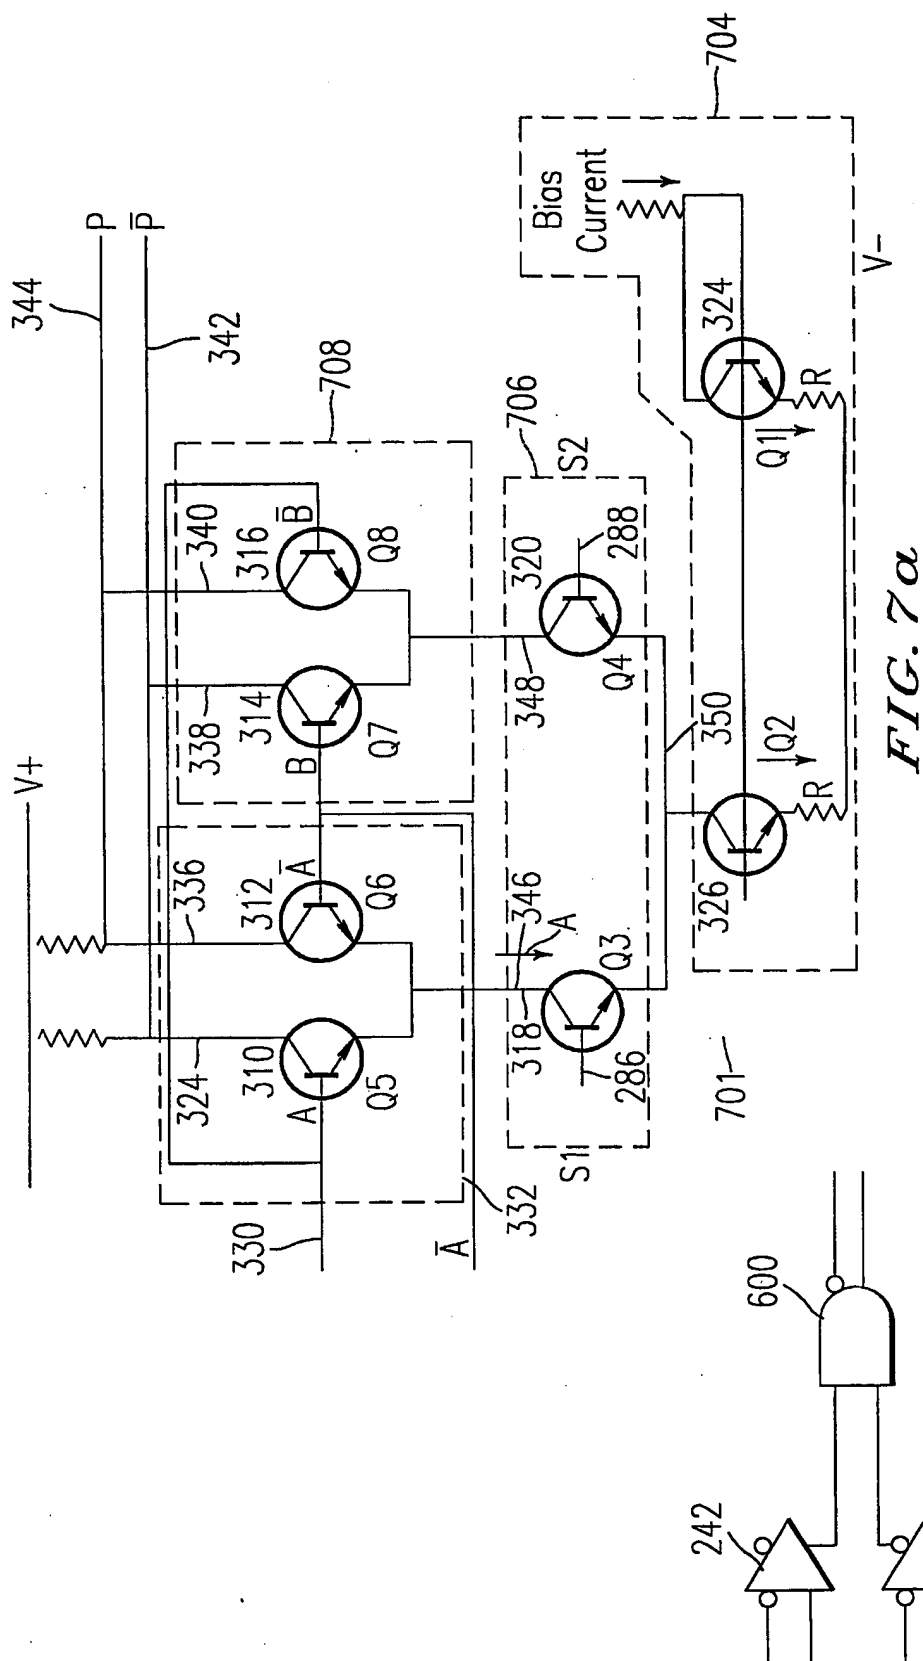 V+
344
P
P̅
342
324
336
338
340
708
310
312
314
316
A
A̅
B
B̅
Q5
Q6
Q7
Q8
330
332
A̅
346
A
348
320
706
S1
S2
318
Q3
Q4
286
288
350
Bias
Current
704
324
326
Q2
Q1
R
R
V-
701
242
600
FIG. 7a